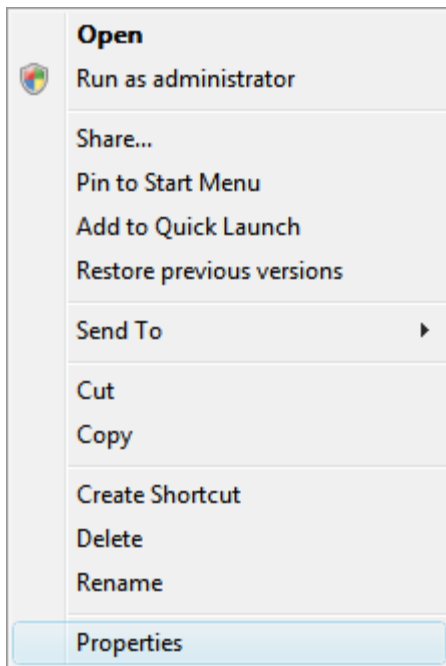 Open
Run as administrator
Share...
Pin to Start Menu
Add to Quick Launch
Restore previous versions
Send To
Cut
Copy
Create Shortcut
Delete
Rename
Properties